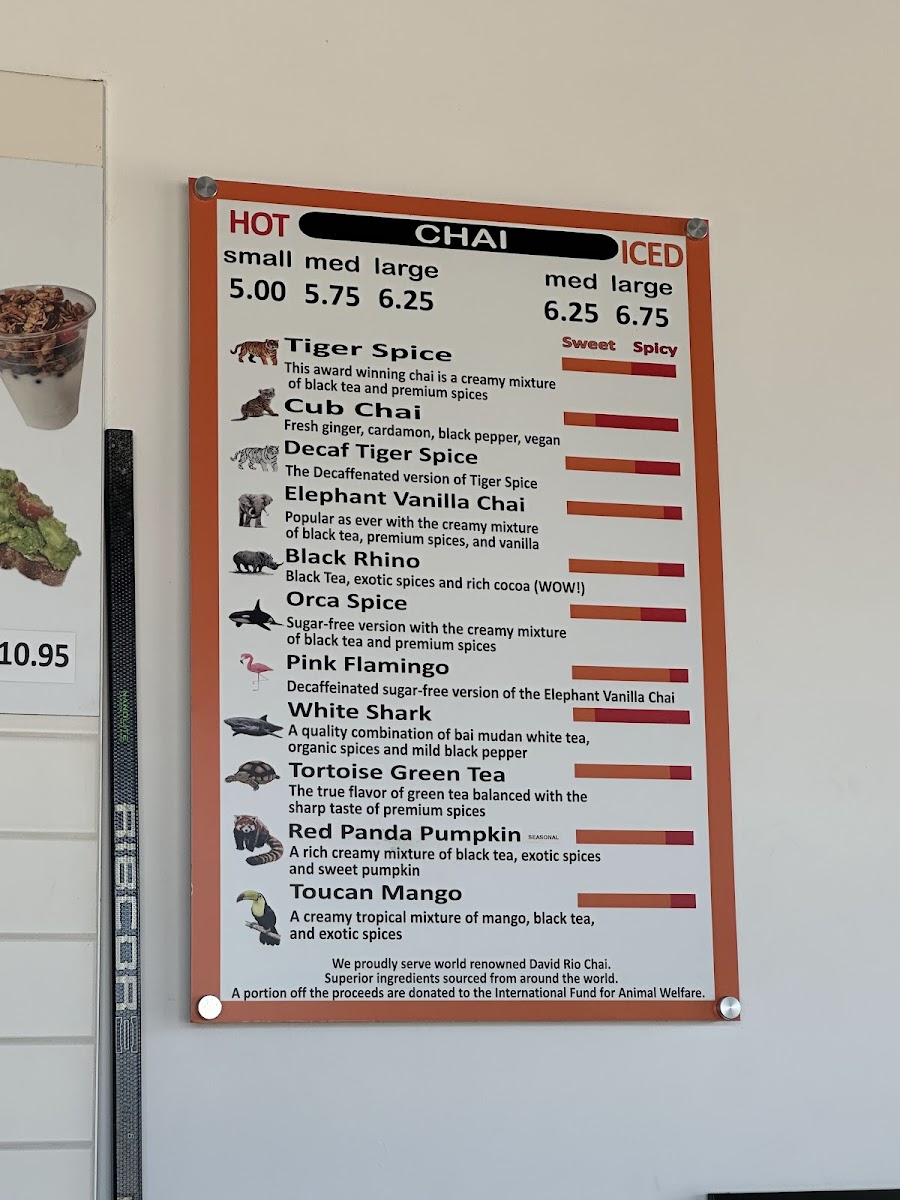 HOT CHAI ICED
small med large
5.00 5.75 6.25
med large
6.25 6.75
Sweet Spicy
Tiger Spice
This award winning chai is a creamy mixture
of black tea and premium spices
Cub Chai
Fresh ginger, cardamon, black pepper, vegan
Decaf Tiger Spice
The Decaffenated version of Tiger Spice
Elephant Vanilla Chai
Popular as ever with the creamy mixture
of black tea, premium spices, and vanilla
Black Rhino
Black Tea, exotic spices and rich cocoa (WOW!)
Orca Spice
Sugar-free version with the creamy mixture
of black tea and premium spices
Pink Flamingo
Decaffeinated sugar-free version of the Elephant Vanilla Chai
White Shark
A quality combination of bai mudan white tea,
organic spices and mild black pepper
Tortoise Green Tea
The true flavor of green tea balanced with the
sharp taste of premium spices
Red Panda Pumpkin SEASONAL
A rich creamy mixture of black tea, exotic spices
and sweet pumpkin
Toucan Mango
A creamy tropical mixture of mango, black tea,
and exotic spices
We proudly serve world renowned David Rio Chai.
Superior ingredients sourced from around the world.
A portion off the proceeds are donated to the International Fund for Animal Welfare.
10.95